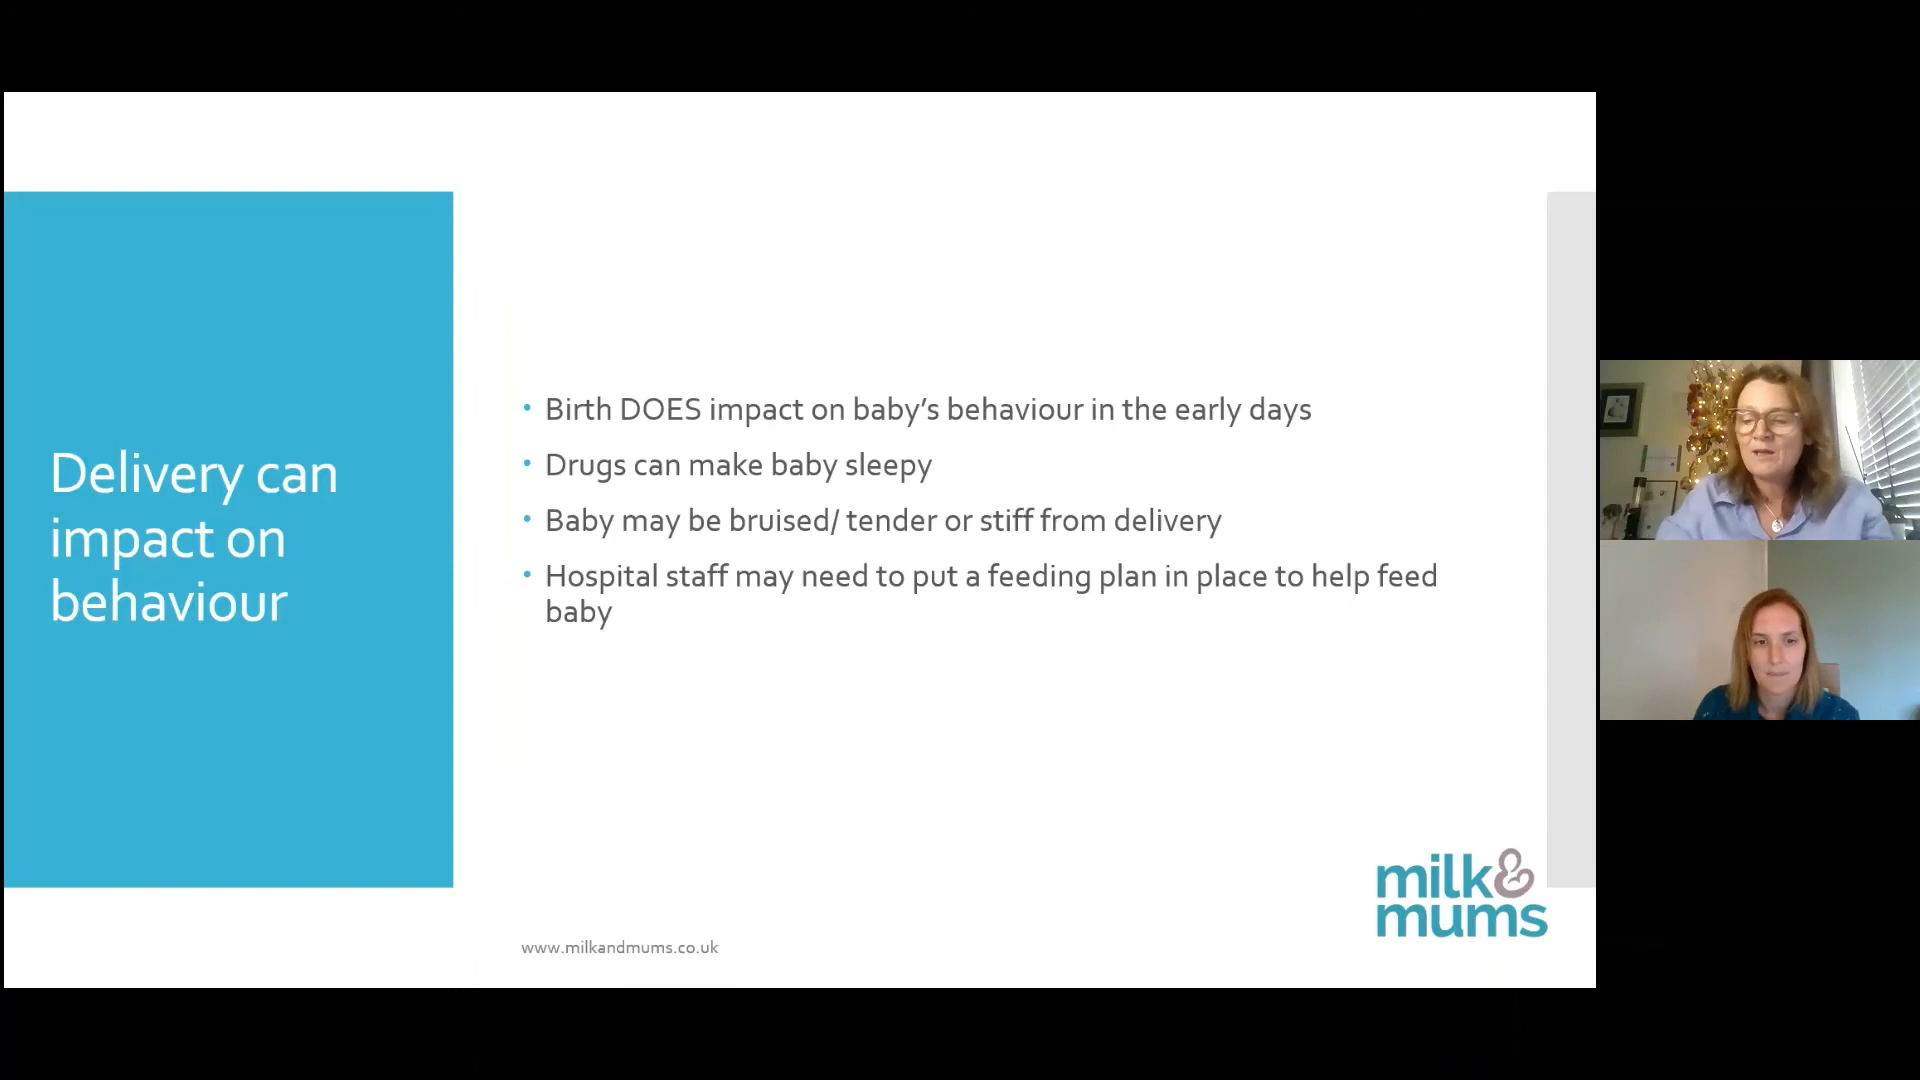 Delivery can
impact on
behaviour
Birth DOES impact on baby’s behaviour in the early days
Drugs can make baby sleepy
Baby may be bruised/ tender or stiff from delivery
Hospital staff may need to put a feeding plan in place to help feed
baby
www.milkandmums.co.uk
milk&
mums